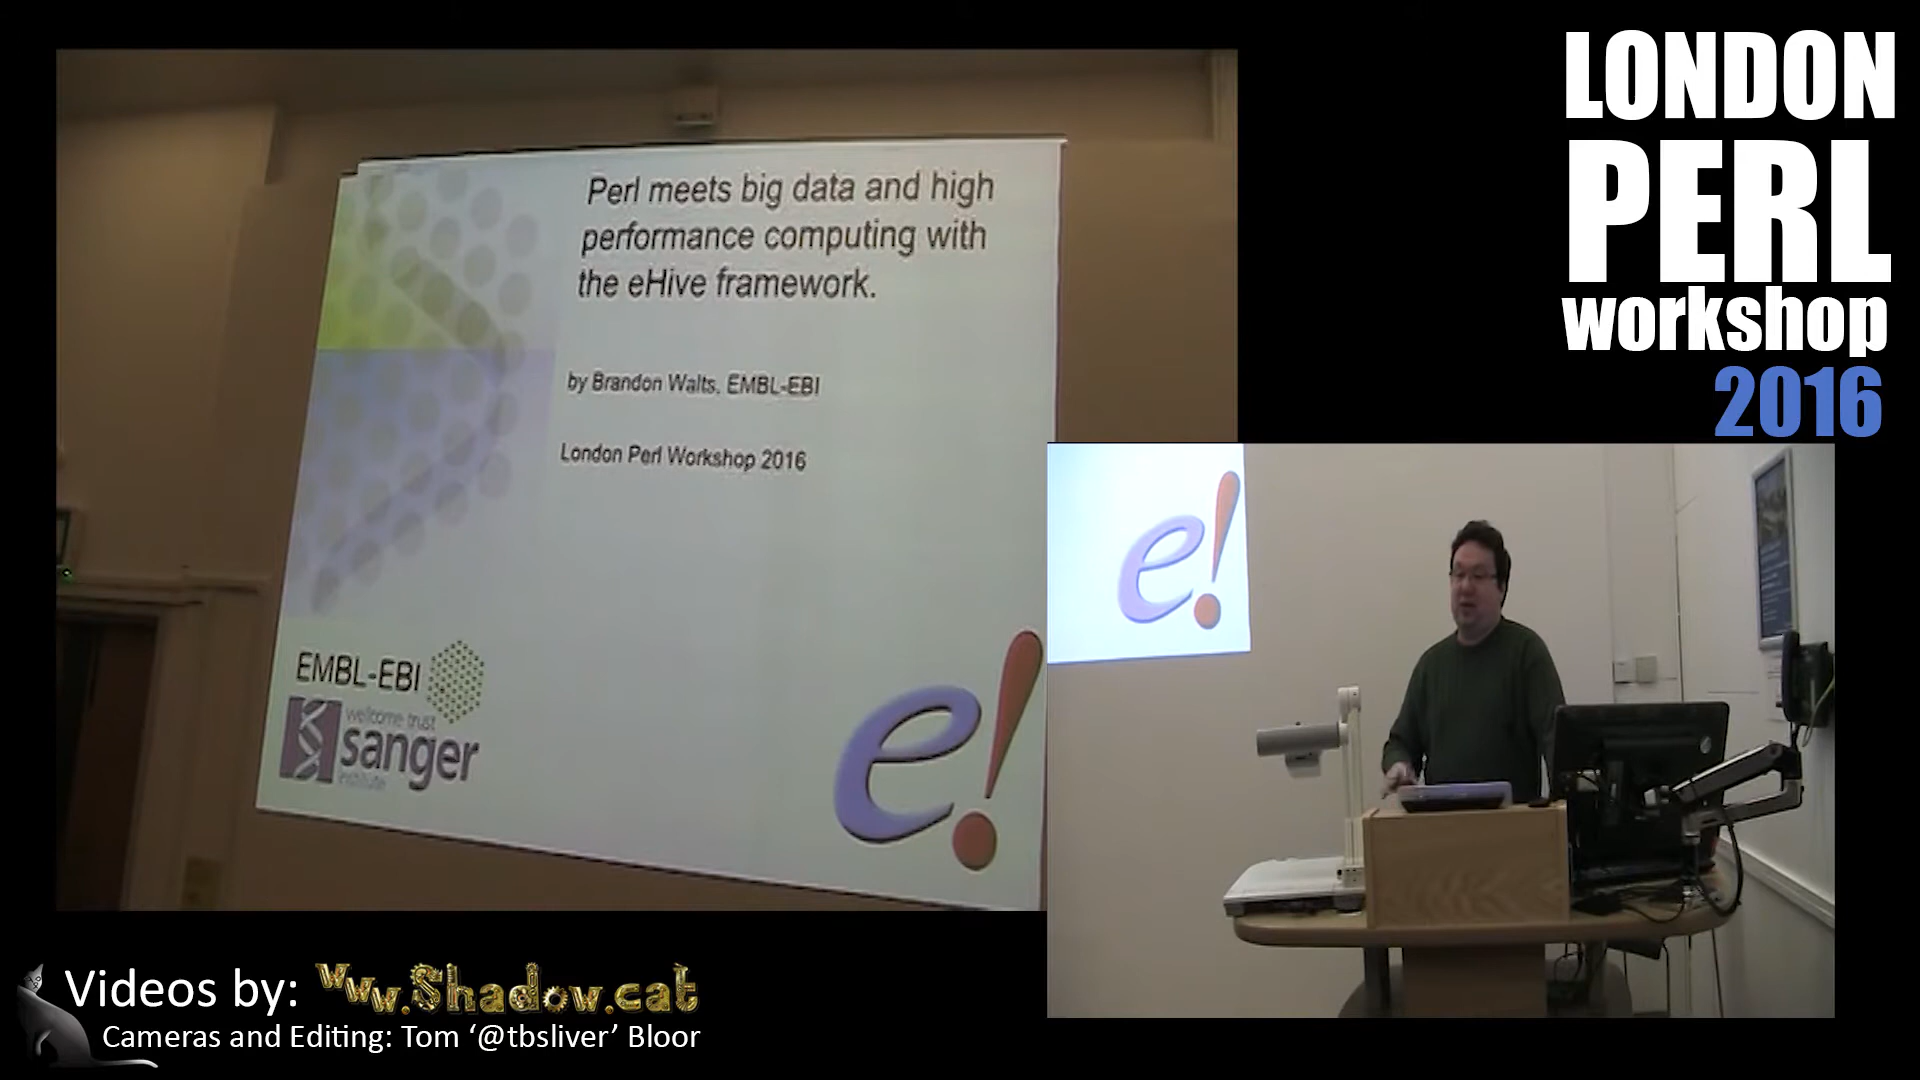 Perl meets big data and high
performance computing with
the eHive framework.
by Brandon Walts, EMBL-EBI
London Perl Workshop 2016
EMBL-EBI
wellcome trust
sanger
institute
e!
LONDON
PERL
workshop
2016
e!
Videos by: www.Shadow.cat
Cameras and Editing: Tom ‘@tbsliver’ Bloor